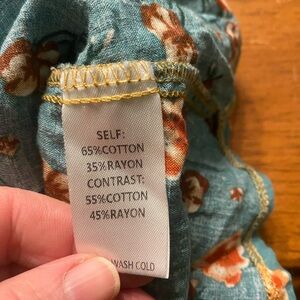 SELF:
65%COTTON
35%RAYON
CONTRAST:
55%COTTON
45%RAYON
WASH COLD